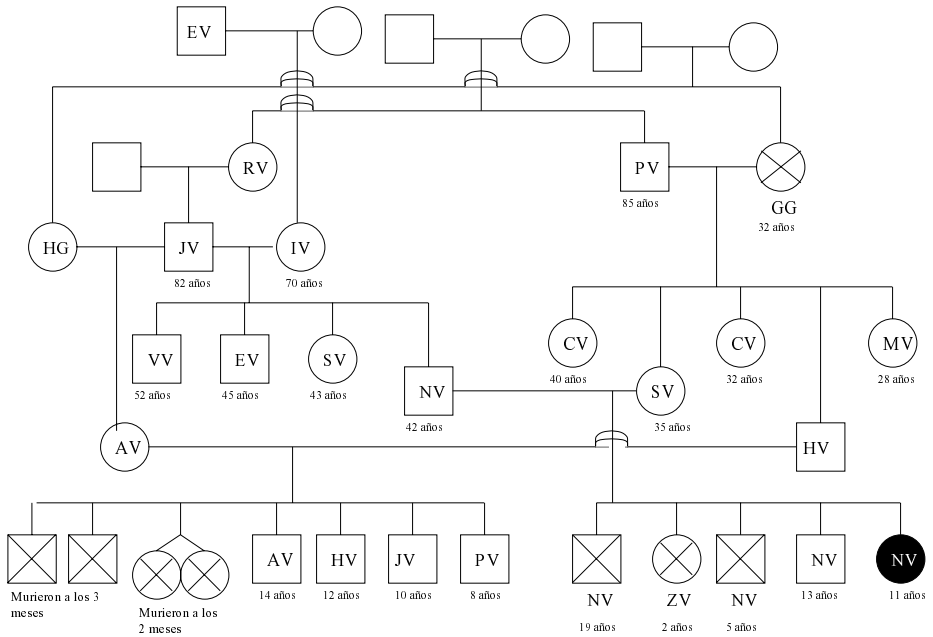 EV
RV
PV
85 años
GG
32 años
HG
JV
IV
82 años
70 años
VV
EV
SV
CV
CV
MV
52 años
45 años
43 años
NV
SV
40 años
32 años
28 años
42 años
35 años
AV
HV
AV
HV
JV
PV
NV
NV
Murieron a los 3
meses
14 años
12 años
10 años
8 años
NV
ZV
NV
13 años
11 años
Murieron a los
2 meses
19 años
2 años
5 años